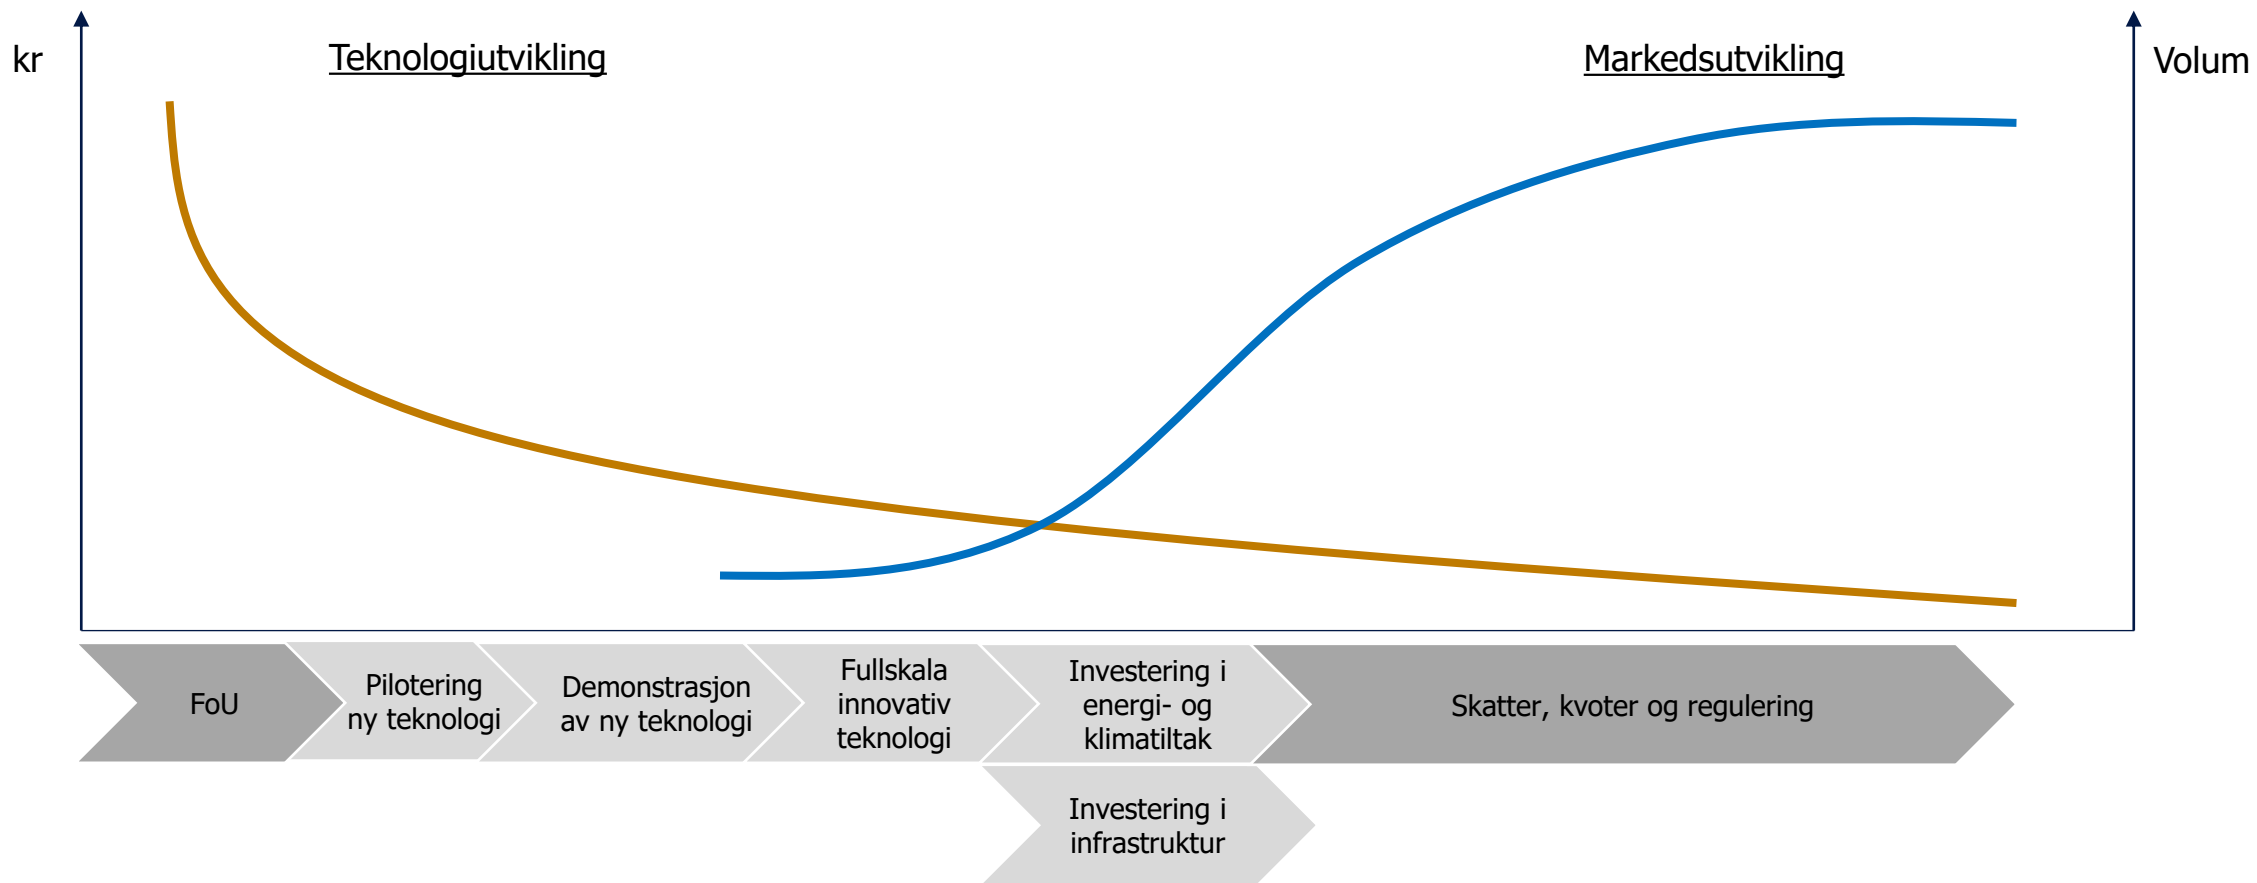 kr
Teknologiutvikling
Markedsutvikling
Volum
FoU
Pilotering
ny teknologi
Demonstrasjon
av ny teknologi
Fullskala
innovativ
teknologi
Investering i
energi- og
klimatiltak
Skatter, kvoter og regulering
Investering i
infrastruktur